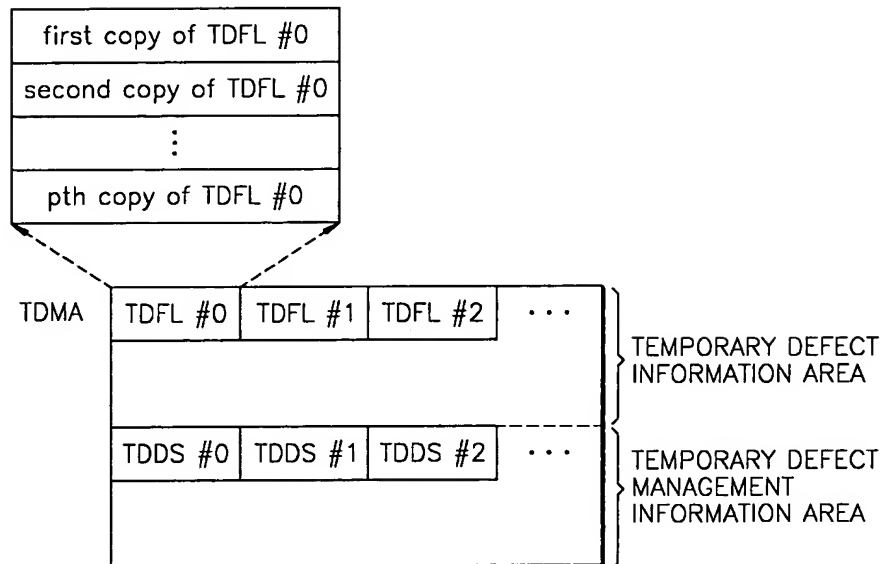 first copy of TDFL #0
second copy of TDFL #0
⋮
pth copy of TDFL #0
TDMA
TDFL #0
TDFL #1
TDFL #2
···
TEMPORARY DEFECT
INFORMATION AREA
TDDS #0
TDDS #1
TDDS #2
···
TEMPORARY DEFECT
MANAGEMENT
INFORMATION AREA